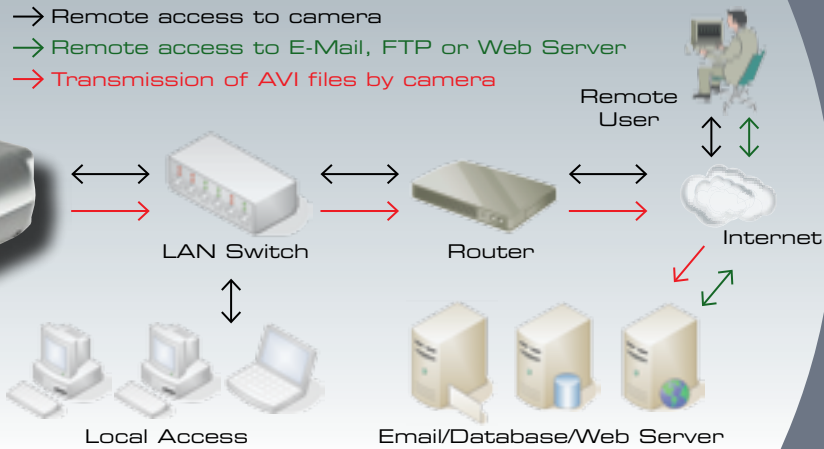 Remote access to camera
Remote access to E-Mail, FTP or Web Server
Transmission of AVI files by camera
Remote
User
LAN Switch
Router
Internet
Local Access
Email/Database/Web Server